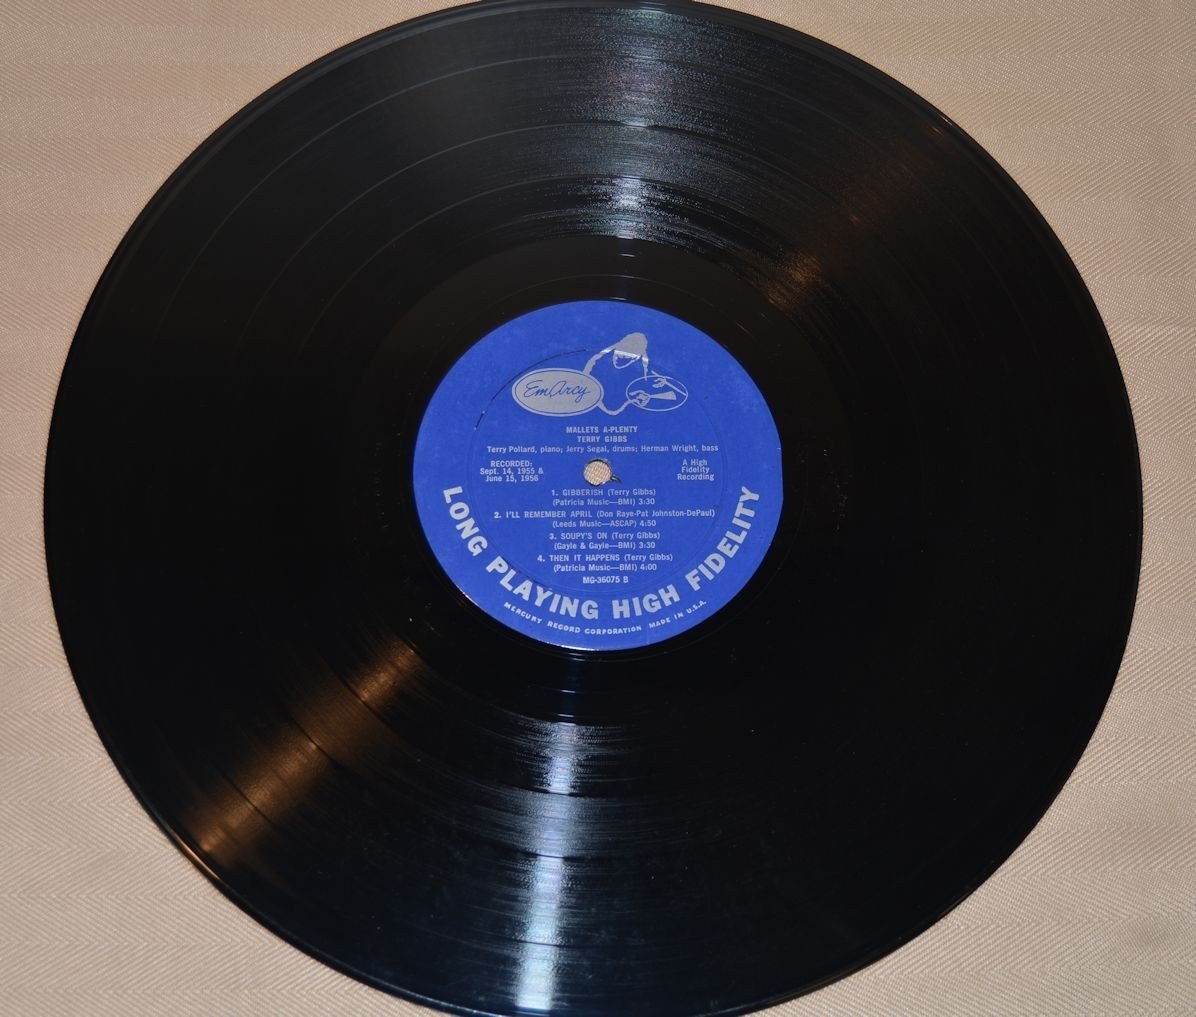 EmArcy
MALLETS A-PLENTY
TERRY GIBBS
Terry Pollard, piano; Jerry Segal, drums; Herman Wright, bass
RECORDED:
Sept. 14, 1955 &
June 15, 1956
A High
Fidelity
Recording
1. GIBBERISH (Terry Gibbs)
(Patricia Music—BMI) 3:30
2. I'LL REMEMBER APRIL (Don Raye-Pat Johnston-DePaul)
(Leeds Music—ASCAP) 4:50
3. SOUPY'S ON (Terry Gibbs)
(Gayle & Gayle—BMI) 3:30
4. THEN IT HAPPENS (Terry Gibbs)
(Patricia Music—BMI) 4:00
MG-36075 B
LONG PLAYING HIGH FIDELITY
MERCURY RECORD CORPORATION MADE IN U.S.A.